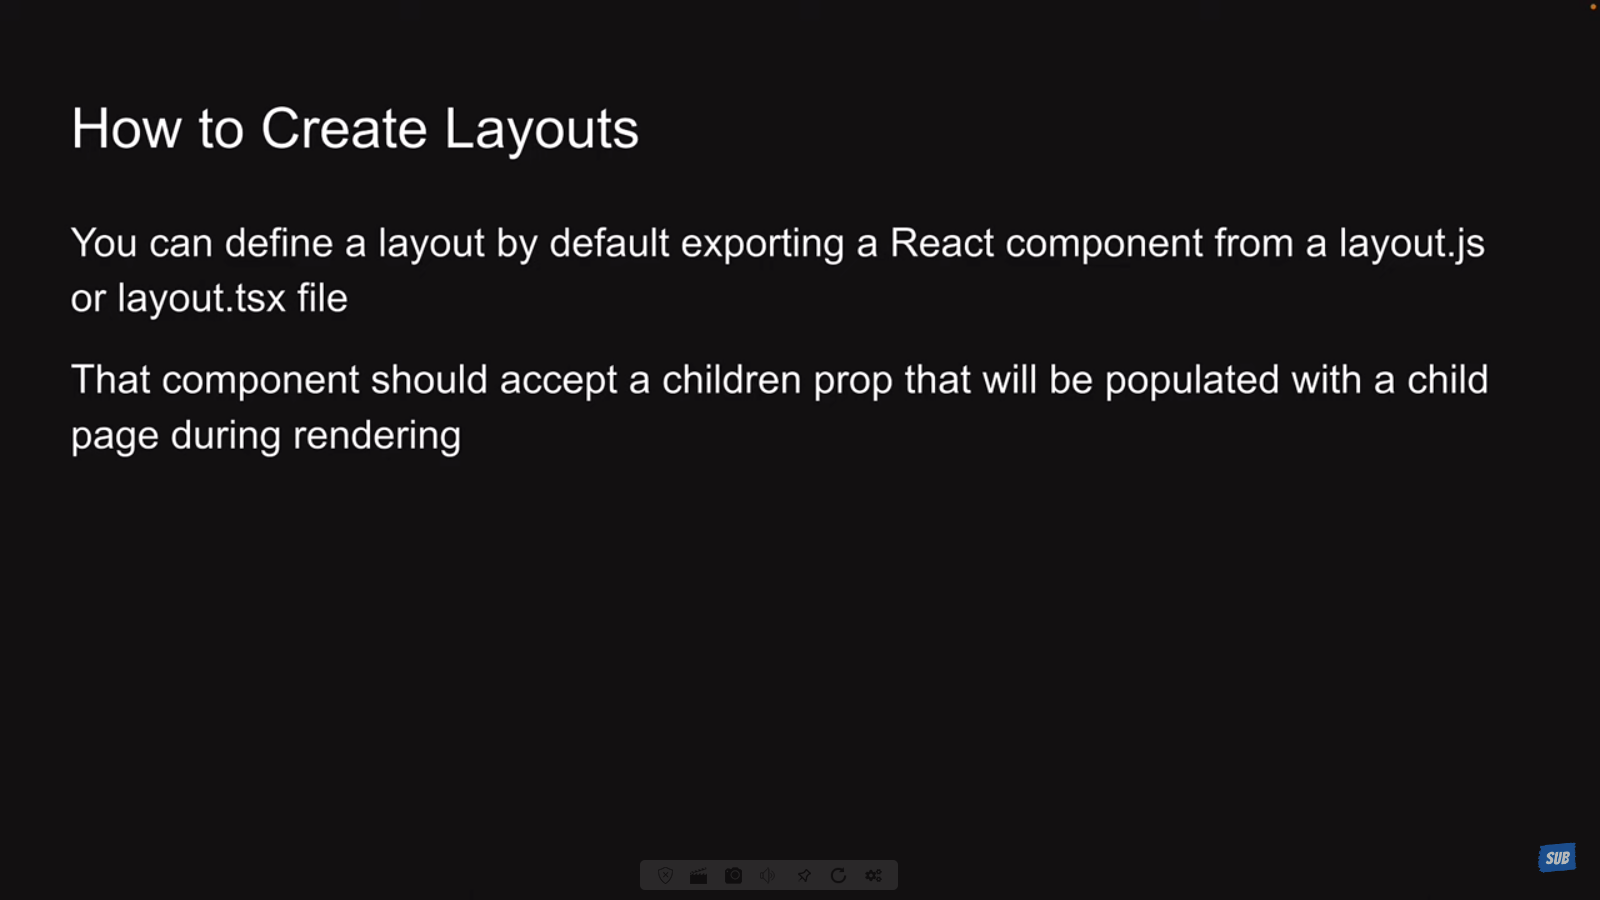 How to Create Layouts
You can define a layout by default exporting a React component from a layout.js
or layout.tsx file
That component should accept a children prop that will be populated with a child
page during rendering
SUB